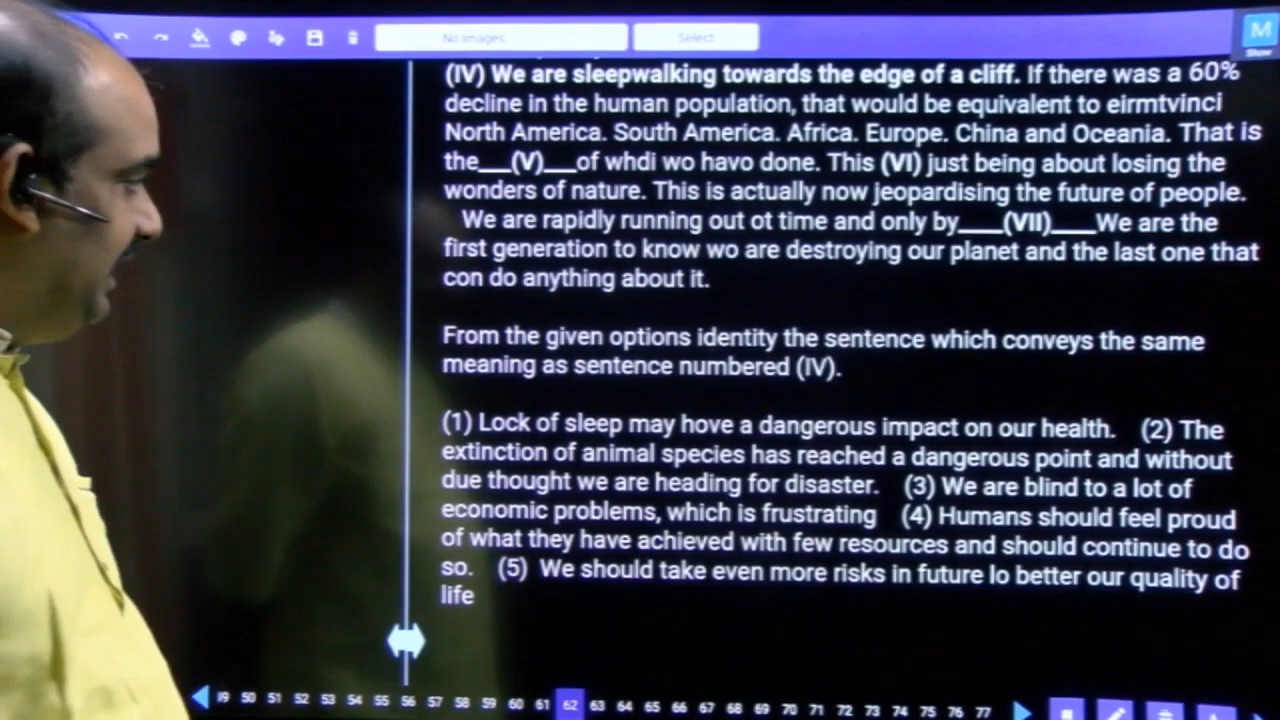 No Images
Select
M
Show
(IV) We are sleepwalking towards the edge of a cliff. If there was a 60%
decline in the human population, that would be equivalent to eirmtvinci
North America. South America. Africa. Europe. China and Oceania. That is
the___(V)___of whdi wo havo done. This (VI) just being about losing the
wonders of nature. This is actually now jeopardising the future of people.
We are rapidly running out ot time and only by____(VII)____We are the
first generation to know wo are destroying our planet and the last one that
con do anything about it.
From the given options identity the sentence which conveys the same
meaning as sentence numbered (IV).
(1) Lock of sleep may hove a dangerous impact on our health. (2) The
extinction of animal species has reached a dangerous point and without
due thought we are heading for disaster. (3) We are blind to a lot of
economic problems, which is frustrating (4) Humans should feel proud
of what they have achieved with few resources and should continue to do
so. (5) We should take even more risks in future lo better our quality of
life
50 51 52 53 54 55 56 57 58 59 60 61 62 63 64 65 66 67 68 69 70 71 72 73 74 75 76 77